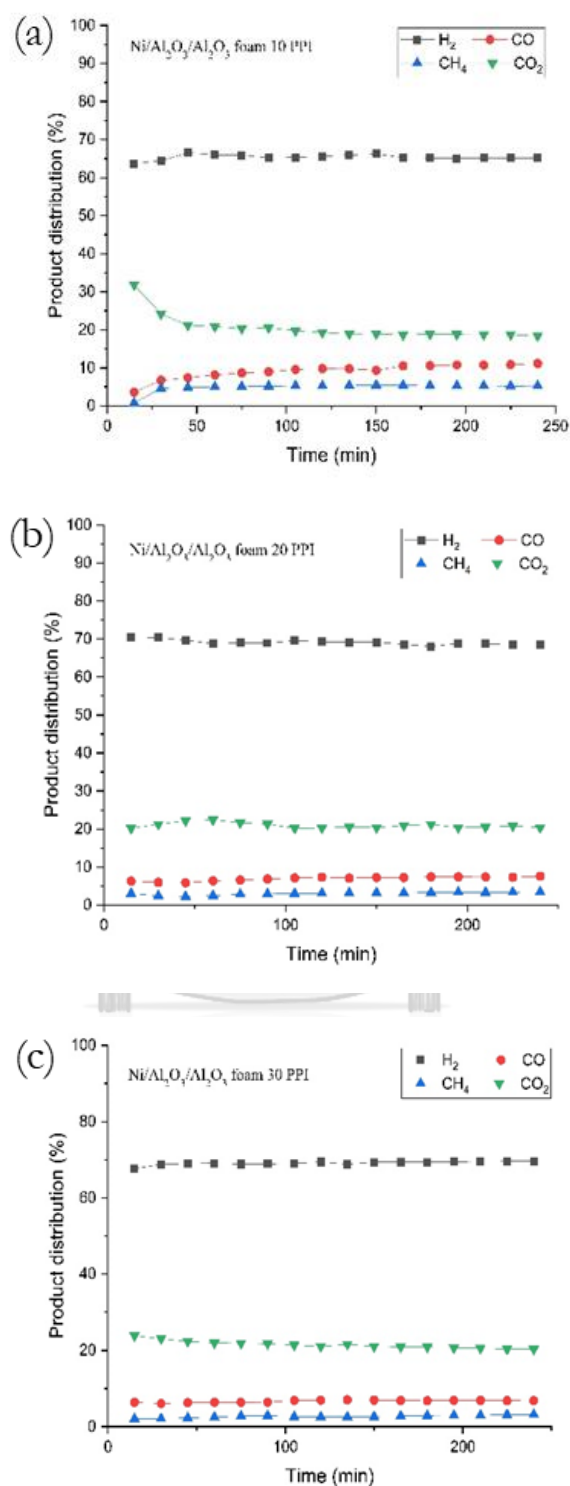 (a)
Ni/Al₂O₃/Al₂O₃ foam 10 PPI
H₂ CO
CH₄ CO₂
Product distribution (%)
100
90
80
70
60
50
40
30
20
10
0
0 50 100 150 200 250
Time (min)
(b)
Ni/Al₂O₃/Al₂O₃ foam 20 PPI
H₂ CO
CH₄ CO₂
Product distribution (%)
100
90
80
70
60
50
40
30
20
10
0
0 100 200
Time (min)
(c)
Ni/Al₂O₃/Al₂O₃ foam 30 PPI
H₂ CO
CH₄ CO₂
Product distribution (%)
100
80
60
40
20
0
0 100 200
Time (min)